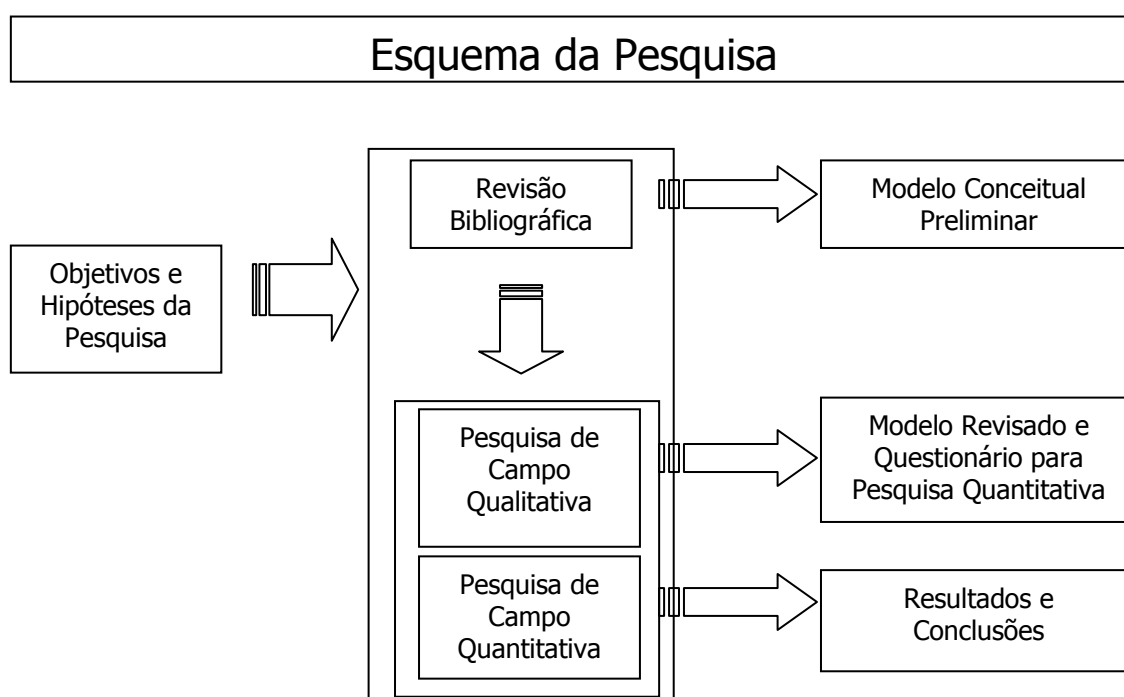 Esquema da Pesquisa
Objetivos e
Hipóteses da
Pesquisa
Revisão
Bibliográfica
Modelo Conceitual
Preliminar
Pesquisa de
Campo
Qualitativa
Modelo Revisado e
Questionário para
Pesquisa Quantitativa
Pesquisa de
Campo
Quantitativa
Resultados e
Conclusões